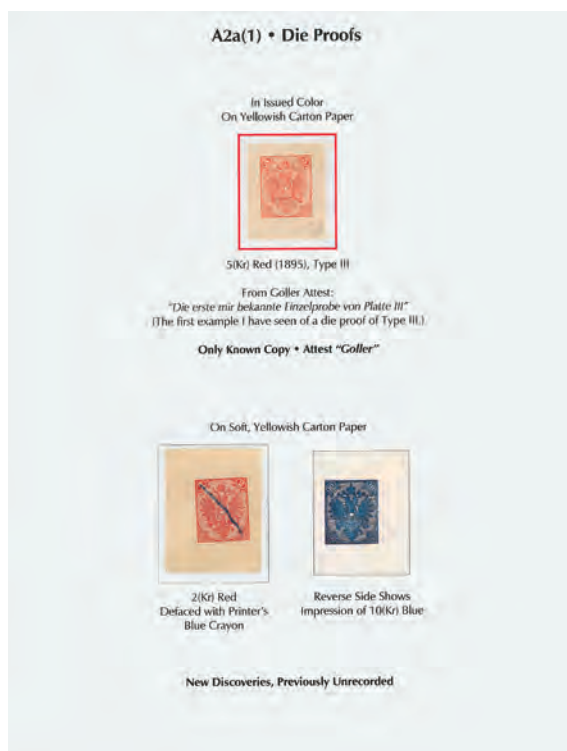 A2a(1) • Die Proofs
In Issued Color
On Yellowish Carton Paper
5(Kr) Red (1895), Type III
From Goller Attest:
"Die erste mir bekannte Einzelprobe von Platte III"
(The first example I have seen of a die proof of Type III.)
Only Known Copy • Attest "Goller"
On Soft, Yellowish Carton Paper
2(Kr) Red
Defaced with Printer's
Blue Crayon
Reverse Side Shows
Impression of 10(Kr) Blue
New Discoveries, Previously Unrecorded